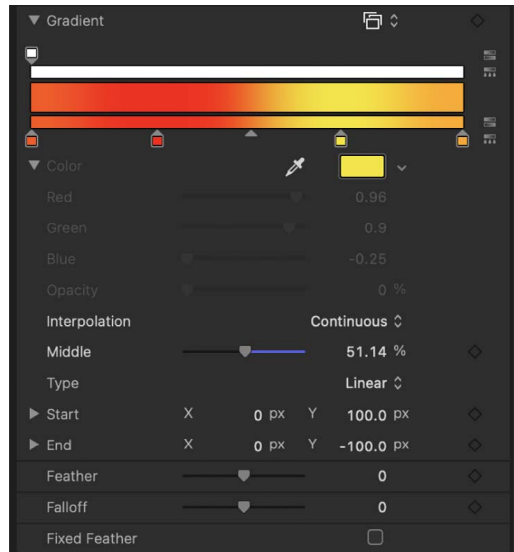 Gradient
Color
Red 0.96
Green 0.9
Blue -0.25
Opacity 0 %
Interpolation Continuous
Middle 51.14 %
Type Linear
Start X 0 px Y 100.0 px
End X 0 px Y -100.0 px
Feather 0
Falloff 0
Fixed Feather